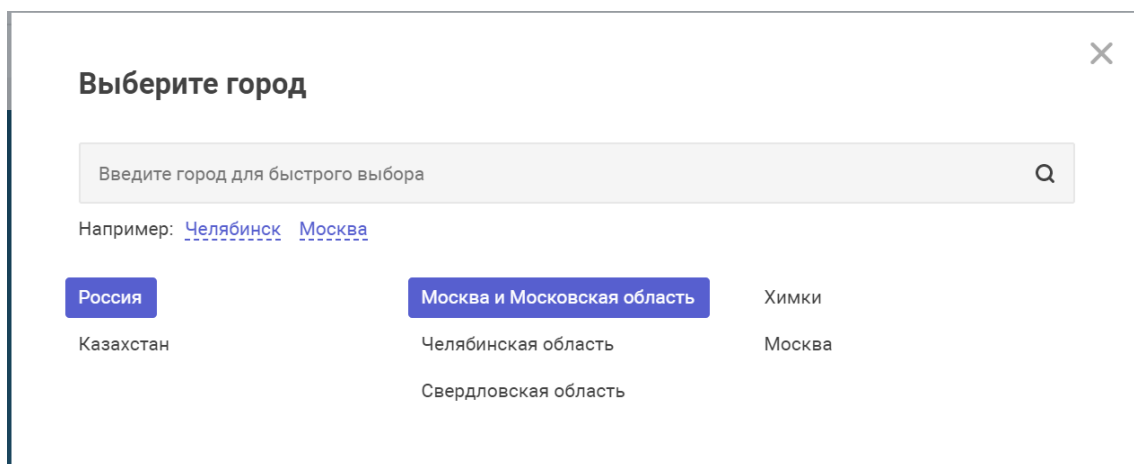 Выберите город
Введите город для быстрого выбора
Например: Челябинск Москва
Россия Москва и Московская область Химки
Казахстан Челябинская область Москва
Свердловская область